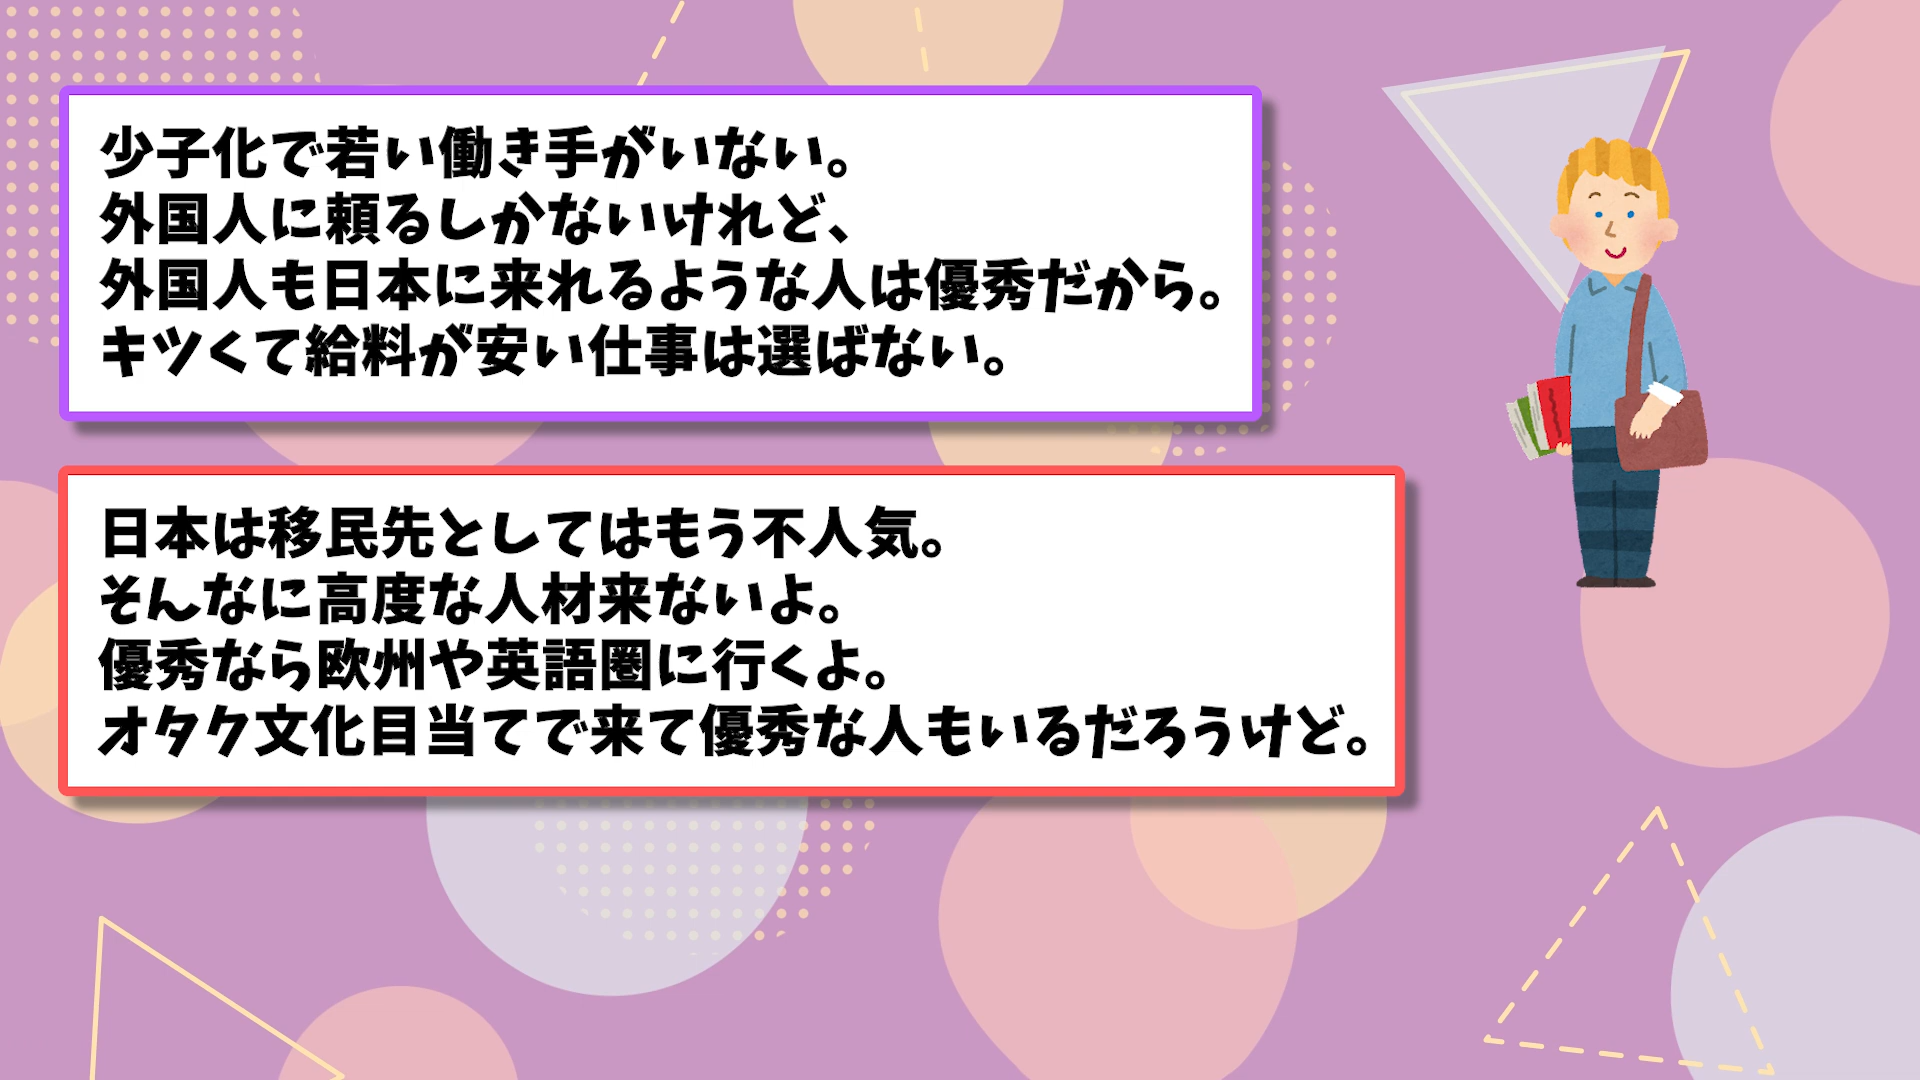 少子化で若い働き手がいない。
外国人に頼るしかないけれど、
外国人も日本に来れるような人は優秀だから。
キツくて給料が安い仕事は選ばない。
日本は移民先としてはもう不人気。
そんなに高度な人材来ないよ。
優秀なら欧州や英語圏に行くよ。
オタク文化目当てで来て優秀な人もいるだろうけど。